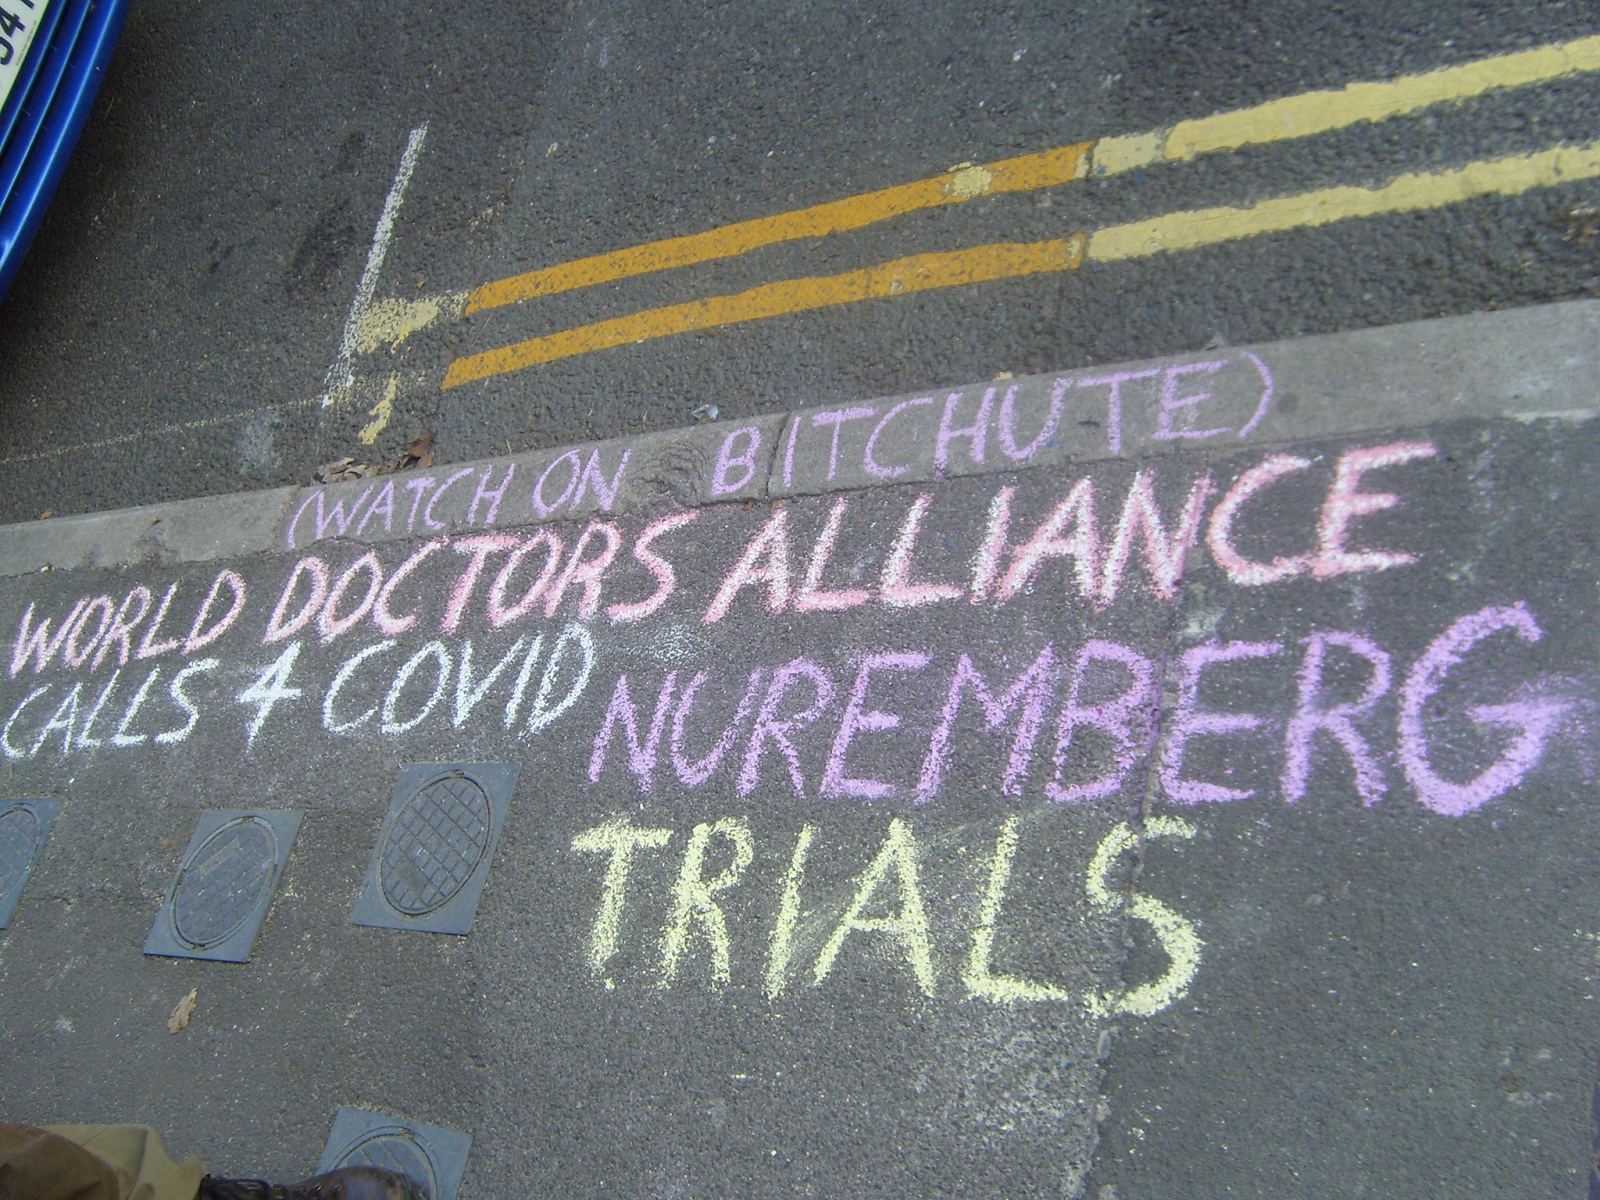 (WATCH ON BITCHUTE)
WORLD DOCTORS ALLIANCE
CALLS 4 COVID NUREMBERG
TRIALS